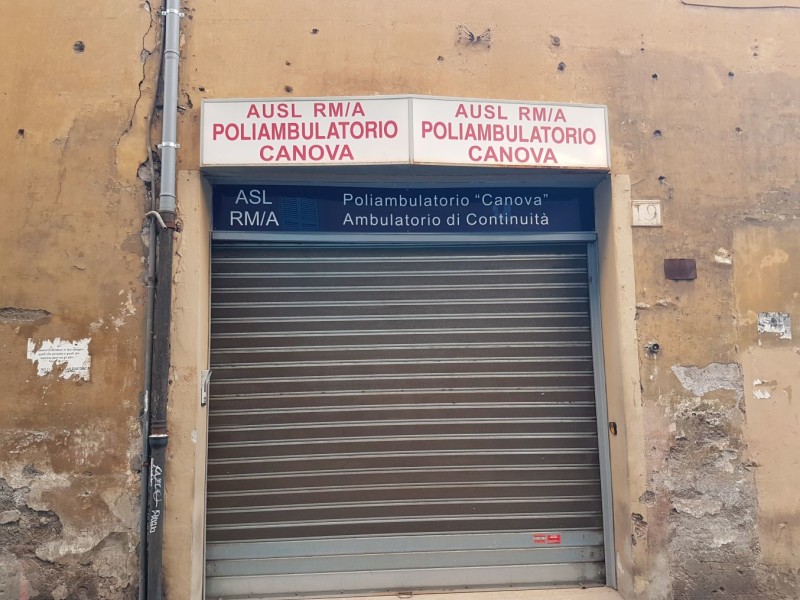 AUSL RM/A
POLIAMBULATORIO
CANOVA
AUSL RM/A
POLIAMBULATORIO
CANOVA
ASL
RM/A
Poliambulatorio "Canova"
Ambulatorio di Continuità
19